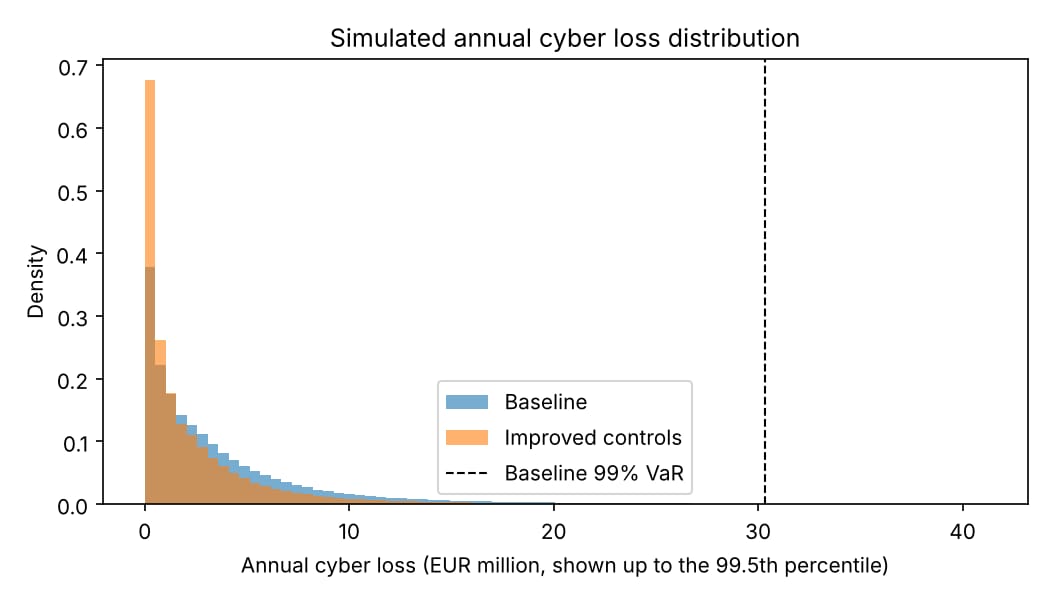 Simulated annual cyber loss distribution
0.7
0.6
0.5
0.4
0.3
0.2
0.1
0.0
Density
Baseline
Improved controls
Baseline 99% VaR
0 10 20 30 40
Annual cyber loss (EUR million, shown up to the 99.5th percentile)